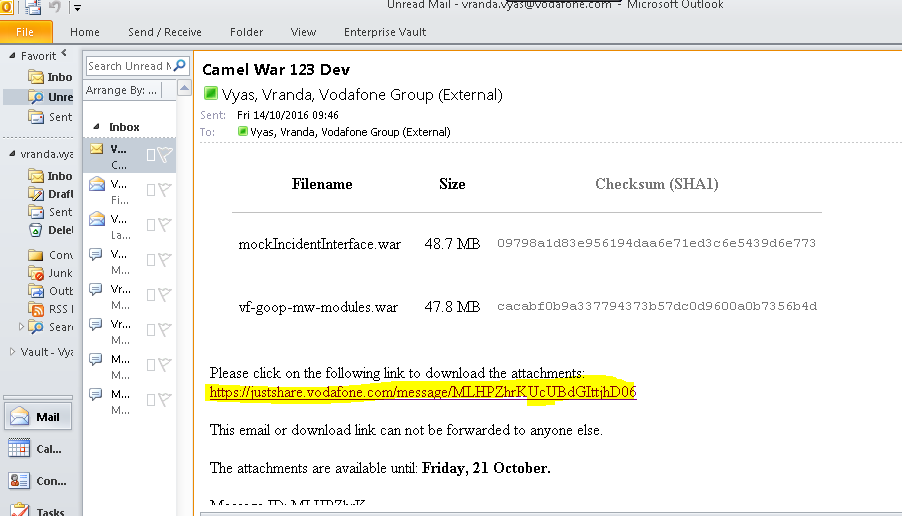 Unread Mail - vranda.vyas@vodafone.com - Microsoft Outlook
File Home Send / Receive Folder View Enterprise Vault
Favorit
Inbo
Unre
Sent
vranda.vya
Inbo
Draft
Sent
Delet
Conv
Junk
Outb
RSS
Searc
Vault - Vya
Mail
Cal...
Con...
Tasks
Search Unread M
Arrange By: ...
Inbox
V...
C...
V...
Fi...
V...
La...
V...
M...
Vr...
M...
Vr...
M...
M...
M...
M...
M...
Camel War 123 Dev
Vyas, Vranda, Vodafone Group (External)
Sent: Fri 14/10/2016 09:46
To: Vyas, Vranda, Vodafone Group (External)
Filename Size Checksum (SHA1)
mockIncidentInterface.war 48.7 MB 09798a1d83e956194daa6e71ed3c6e5439d6e773
vf-goop-mw-modules.war 47.8 MB cacabf0b9a337794373b57dc0d9600a0b7356b4d
Please click on the following link to download the attachments:
https://justshare.vodafone.com/message/MLHPZhrKUcUBdGIttjhD06
This email or download link can not be forwarded to anyone else.
The attachments are available until: Friday, 21 October.
Message ID: MLHPZhrK